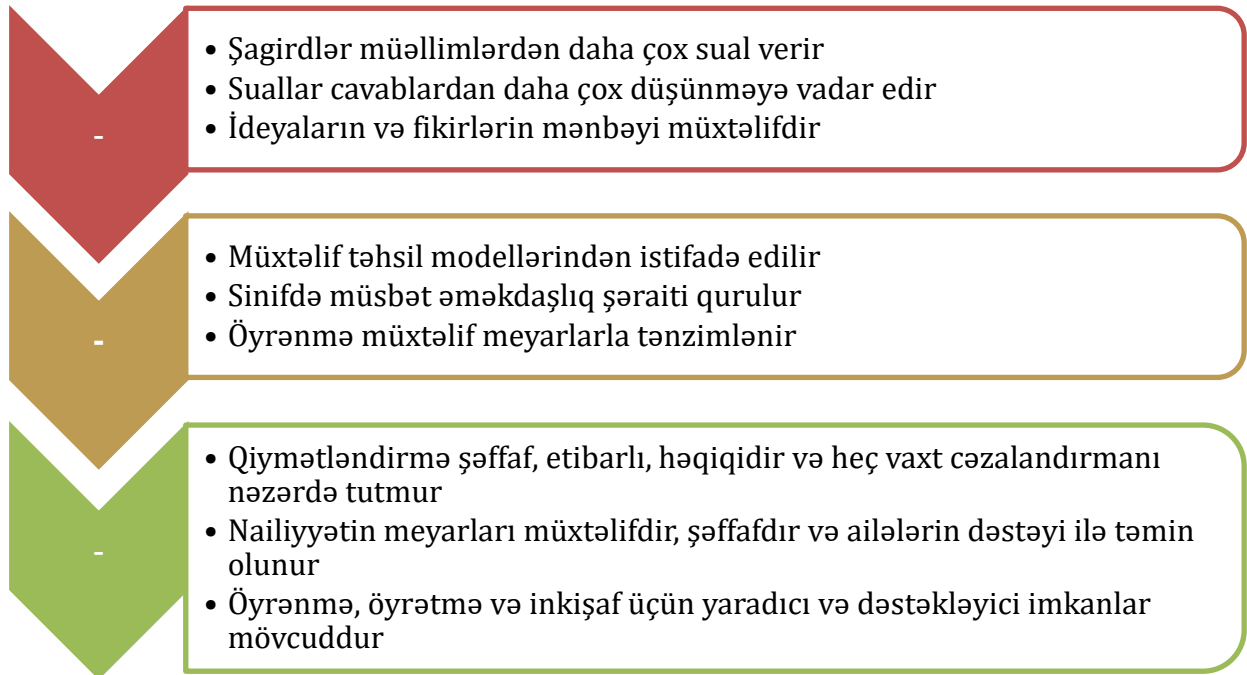 -
• Şagirdlər müəllimlərdən daha çox sual verir
• Suallar cavablardan daha çox düşünməyə vadar edir
• İdeyaların və fikirlərin mənbəyi müxtəlifdir
-
• Müxtəlif təhsil modellərindən istifadə edilir
• Sinifdə müsbət əməkdaşlıq şəraiti qurulur
• Öyrənmə müxtəlif meyarlarla tənzimlənir
-
• Qiymətləndirmə şəffaf, etibarlı, həqiqidir və heç vaxt cəzalandırmanı
nəzərdə tutmur
• Nailiyyətin meyarları müxtəlifdir, şəffafdır və ailələrin dəstəyi ilə təmin
olunur
• Öyrənmə, öyrətmə və inkişaf üçün yaradıcı və dəstəkləyici imkanlar
mövcuddur